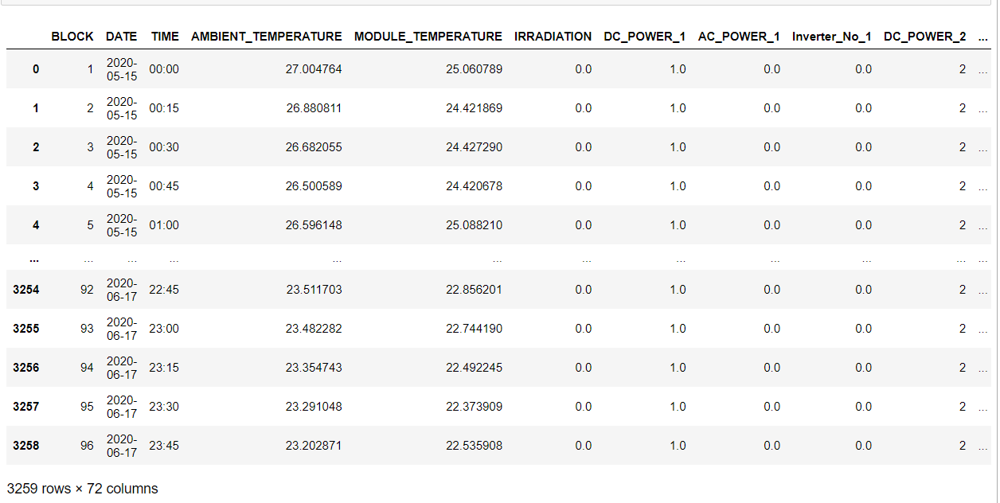 BLOCK DATE TIME AMBIENT_TEMPERATURE MODULE_TEMPERATURE IRRADIATION DC_POWER_1 AC_POWER_1 Inverter_No_1 DC_POWER_2 ...
0 1 2020-05-15 00:00 27.004764 25.060789 0.0 1.0 0.0 0.0 2 ...
1 2 2020-05-15 00:15 26.880811 24.421869 0.0 1.0 0.0 0.0 2 ...
2 3 2020-05-15 00:30 26.682055 24.427290 0.0 1.0 0.0 0.0 2 ...
3 4 2020-05-15 00:45 26.500589 24.420678 0.0 1.0 0.0 0.0 2 ...
4 5 2020-05-15 01:00 26.596148 25.088210 0.0 1.0 0.0 0.0 2 ...
... ... ... ... ... ... ... ... ... ... ... ...
3254 92 2020-06-17 22:45 23.511703 22.856201 0.0 1.0 0.0 0.0 2 ...
3255 93 2020-06-17 23:00 23.482282 22.744190 0.0 1.0 0.0 0.0 2 ...
3256 94 2020-06-17 23:15 23.354743 22.492245 0.0 1.0 0.0 0.0 2 ...
3257 95 2020-06-17 23:30 23.291048 22.373909 0.0 1.0 0.0 0.0 2 ...
3258 96 2020-06-17 23:45 23.202871 22.535908 0.0 1.0 0.0 0.0 2 ...
3259 rows × 72 columns